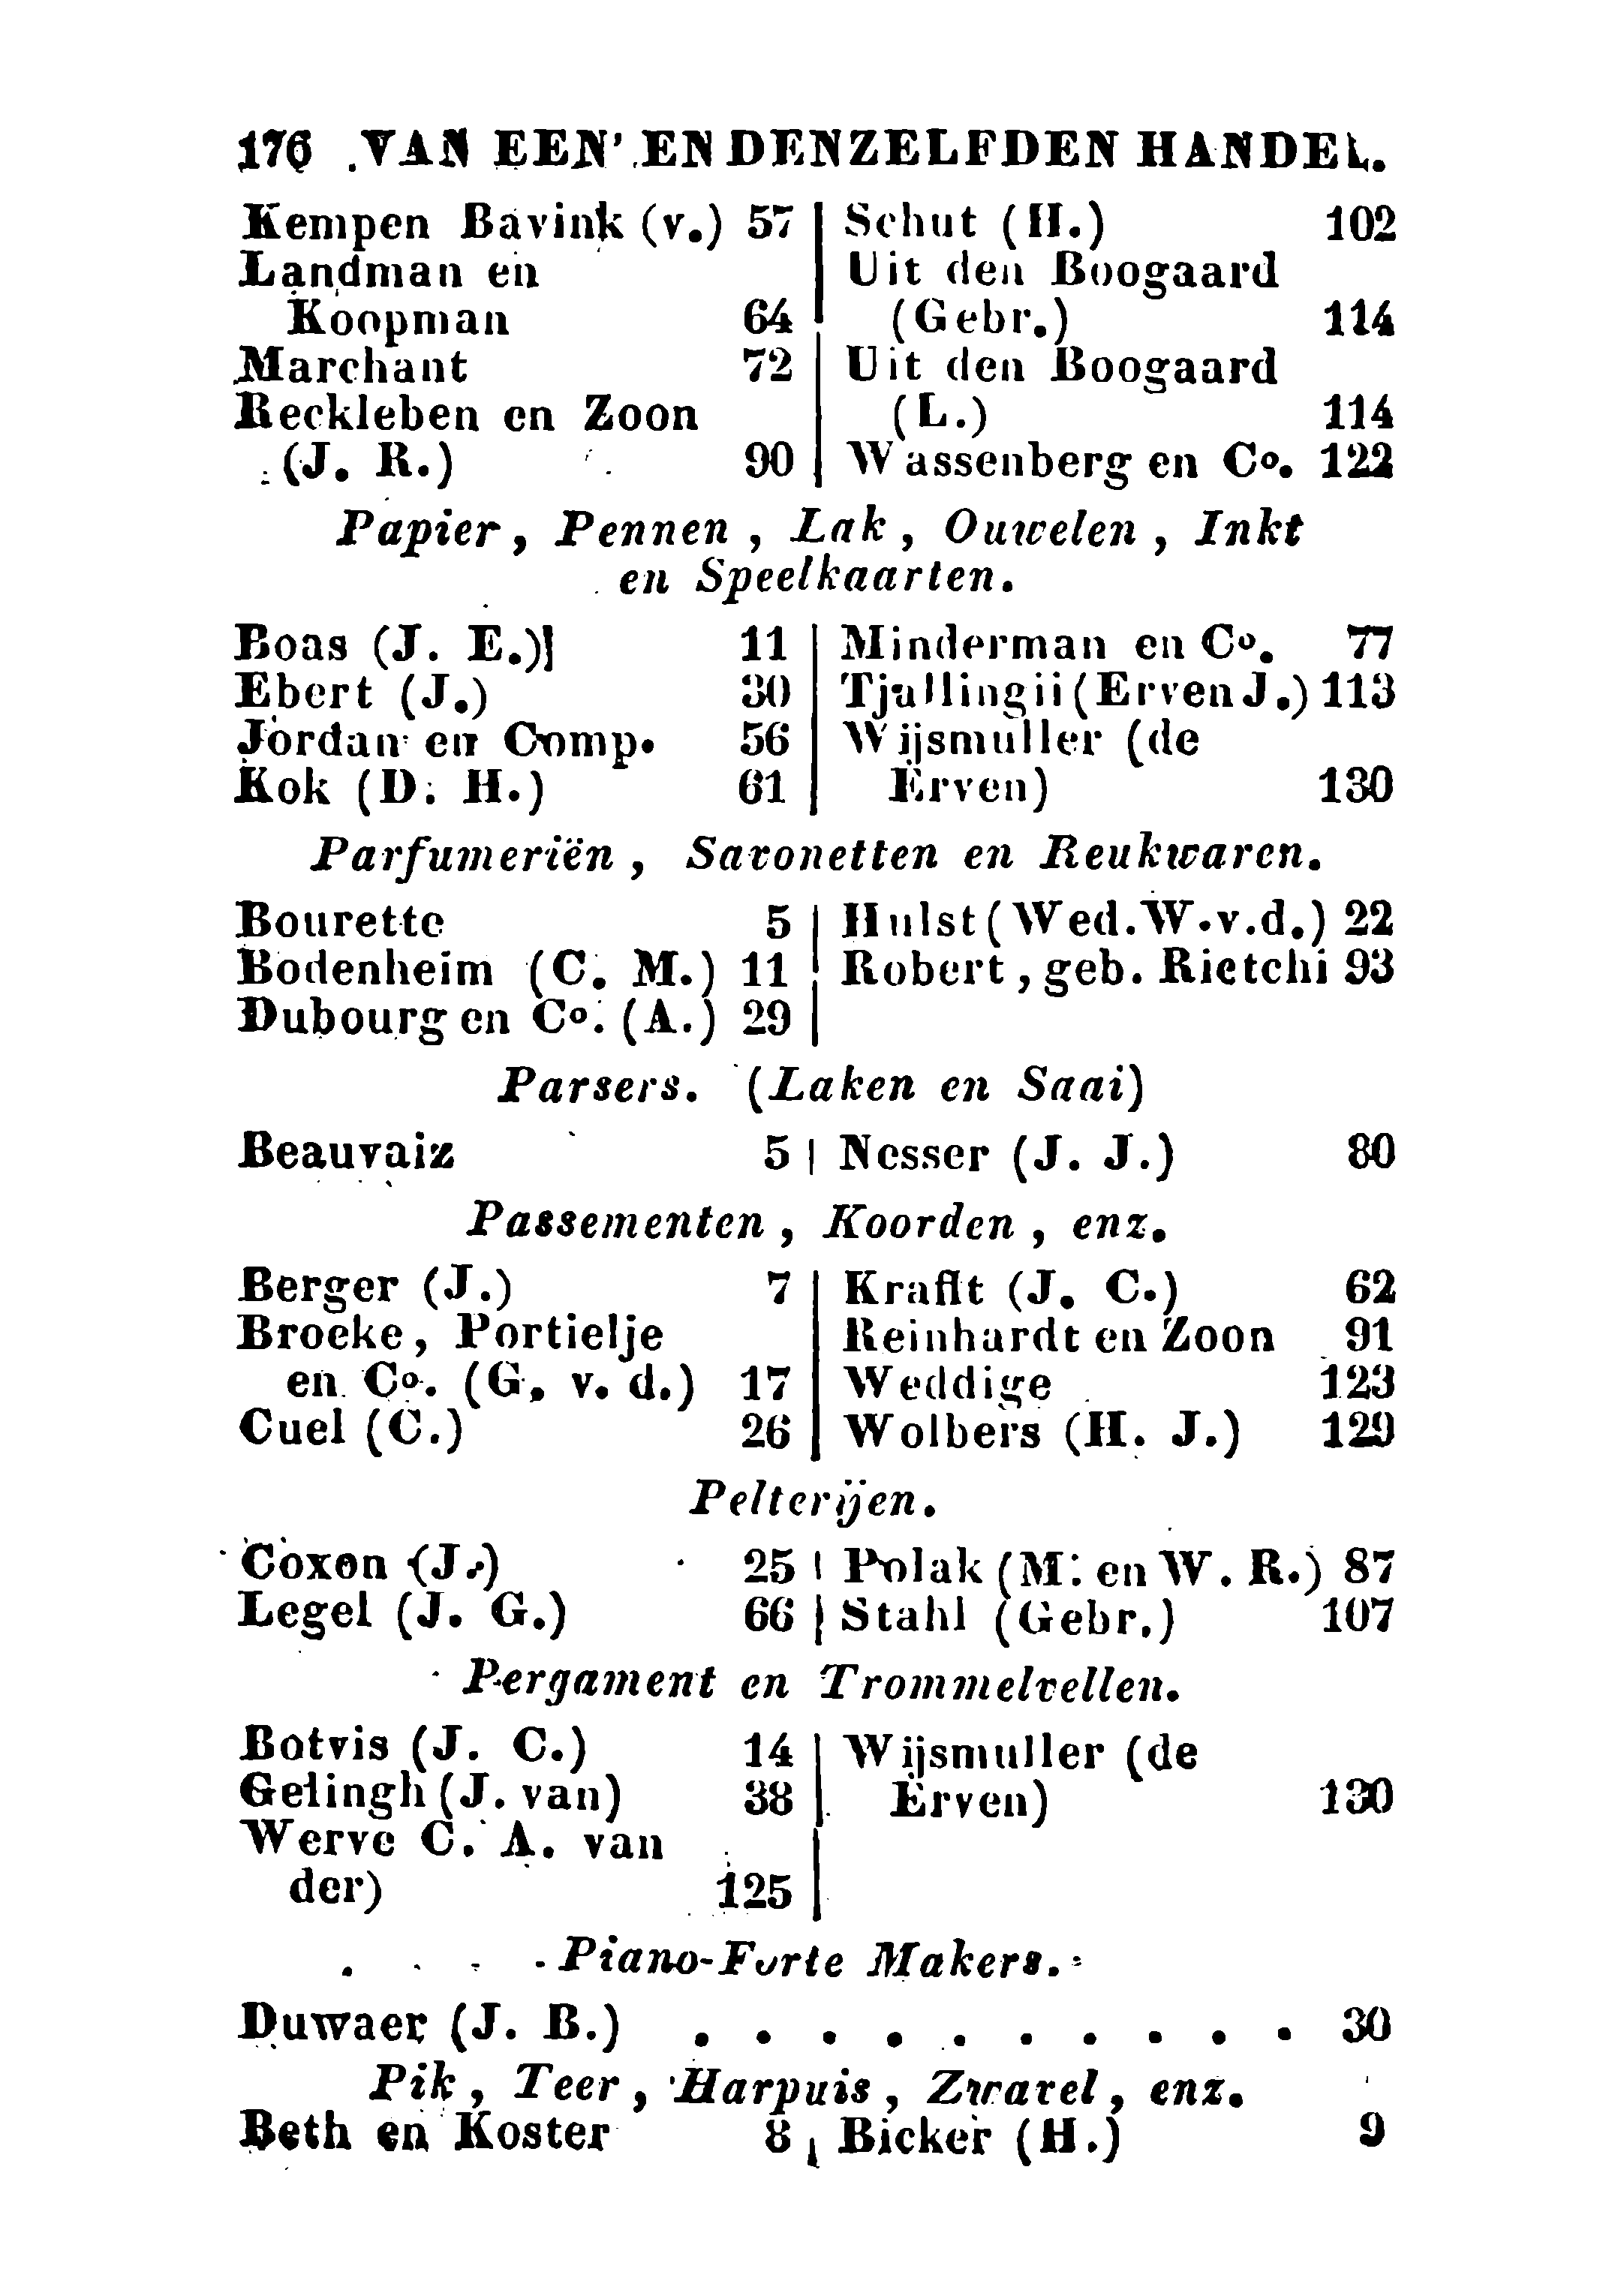 176 VAN EEN' EN DENZELFDEN HANDEL.
Kempen Bavink (v.) 57
Landman en
Koopman 64
Marchant 72
Reckleben en Zoon
(J. R.) 90
Schut (H.) 102
Uit den Boogaard
(Gebr.) 114
Uit den Boogaard
(L.) 114
Wassenberg en Co. 122
Papier, Pennen, Lak, Ouwelen, Inkt
en Speelkaarten.
Boas (J. E.) 11
Ebert (J.) 30
Jordan en Comp. 56
Kok (D. H.) 61
Minderman en Co. 77
Tjallingii (Erven J.) 113
Wijsmuller (de
Erven) 130
Parfumeriën, Savonetten en Reukwaren.
Bourette 5
Bodenheim (C. M.) 11
Dubourg en Co. (A.) 29
Hulst (Wed. W. v. d.) 22
Robert, geb. Rietchi 93
Parsers. (Laken en Saai)
Beauvaiz 5
Nesser (J. J.) 80
Passementen, Koorden, enz.
Berger (J.) 7
Broeke, Portielje
en Co. (G. v. d.) 17
Cuel (C.) 26
Krafft (J. C.) 62
Reinhardt en Zoon 91
Weddige 123
Wolbers (H. J.) 129
Pelterijen.
Coxon (J.) 25
Legel (J. G.) 66
Polak (M. en W. R.) 87
Stahl (Gebr.) 107
Pergament en Trommelvellen.
Botvis (J. C.) 14
Gelingh (J. van) 38
Werve C. A. van
der) 125
Wijsmuller (de
Erven) 130
Piano-Forte Makers.
Duwaer (J. B.) . . . . . . . . . . 30
Pik, Teer, Harpuis, Zwavel, enz.
Beth en Koster 8
Bicker (H.) 9